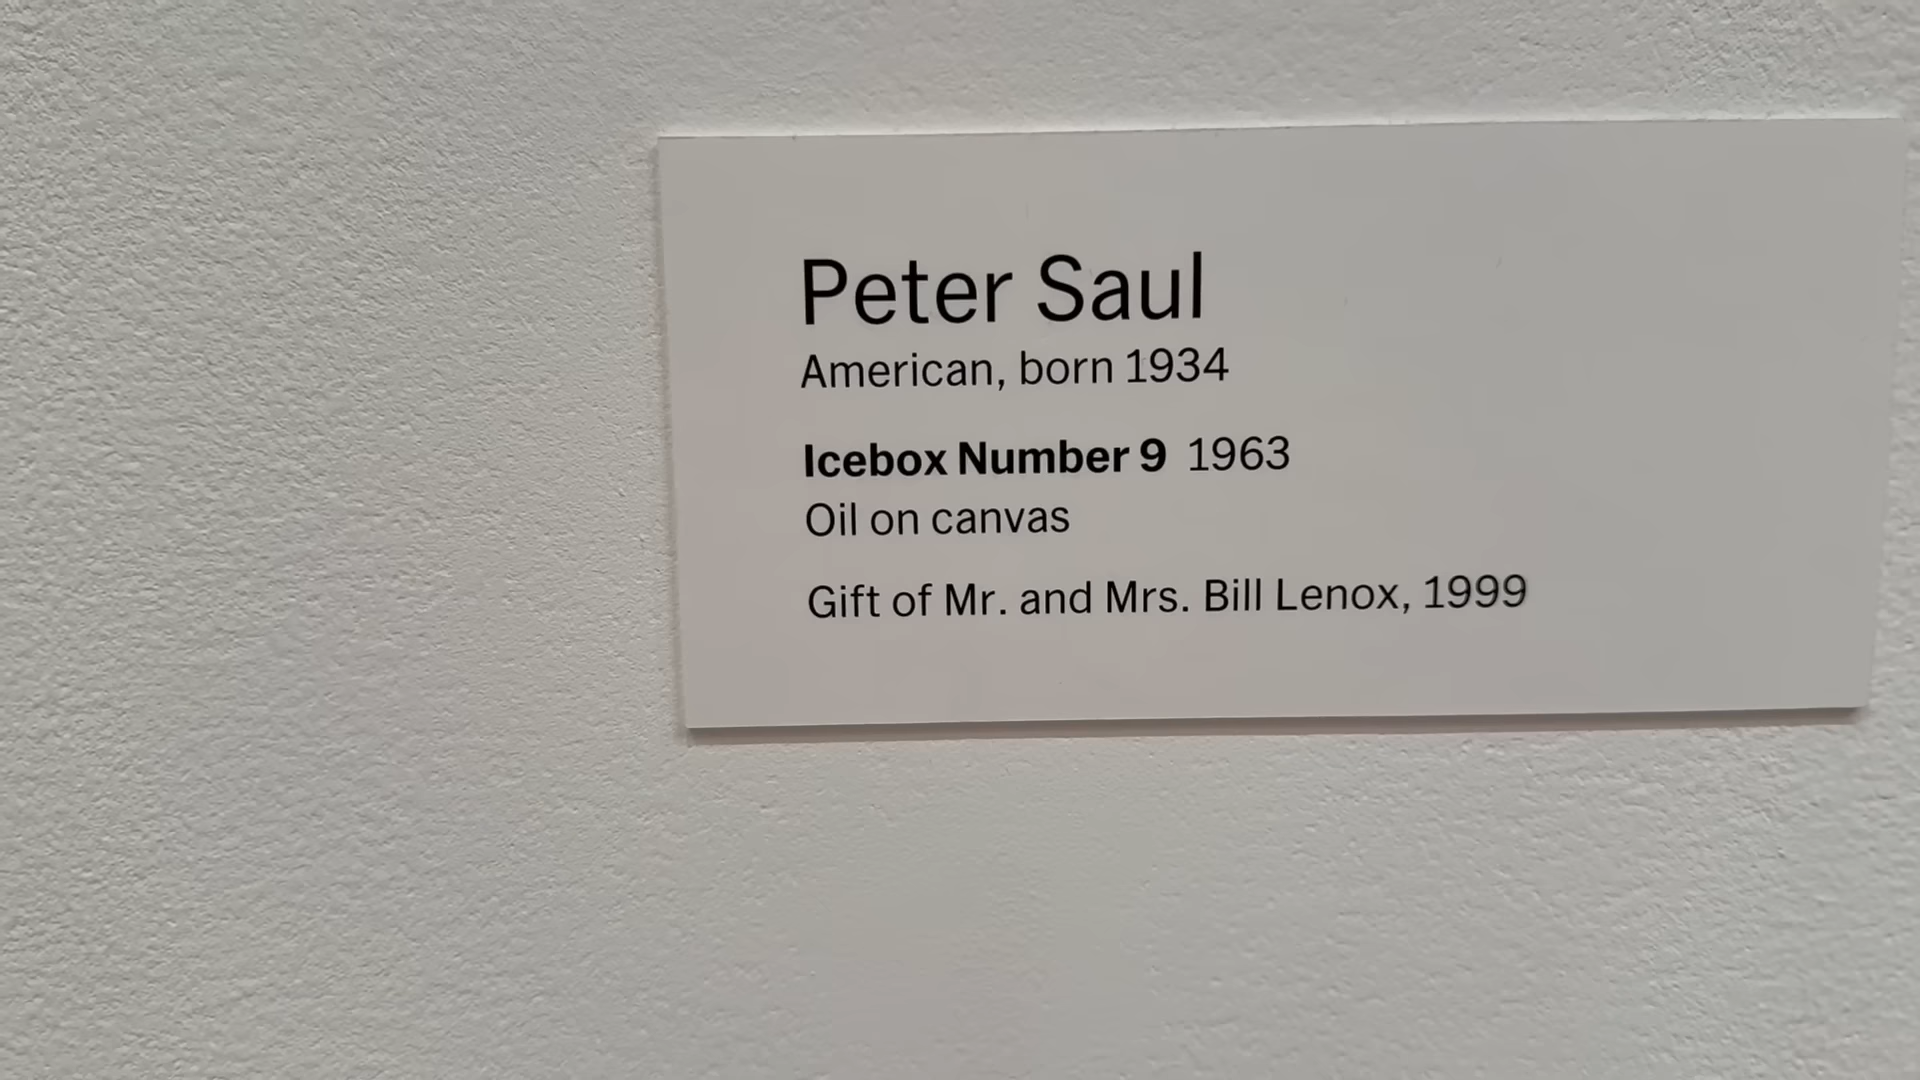 Peter Saul
American, born 1934
Icebox Number 9 1963
Oil on canvas
Gift of Mr. and Mrs. Bill Lenox, 1999